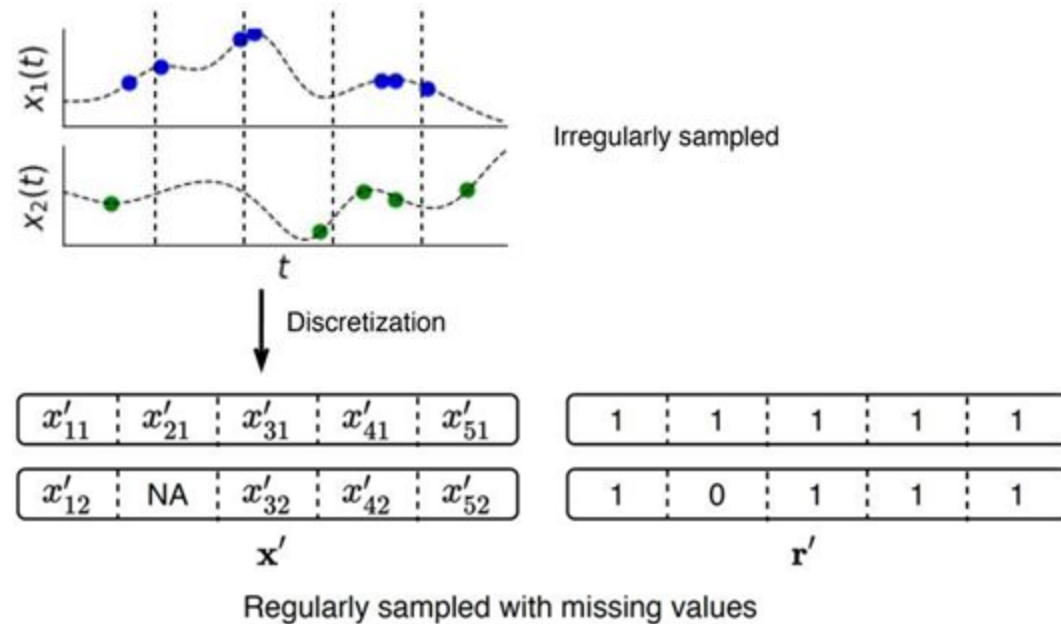 x₁(t)
Irregularly sampled
x₂(t)
t
Discretization
x′₁₁ x′₂₁ x′₃₁ x′₄₁ x′₅₁ 1 1 1 1 1
x′₁₂ NA x′₃₂ x′₄₂ x′₅₂ 1 0 1 1 1
x′ r′
Regularly sampled with missing values